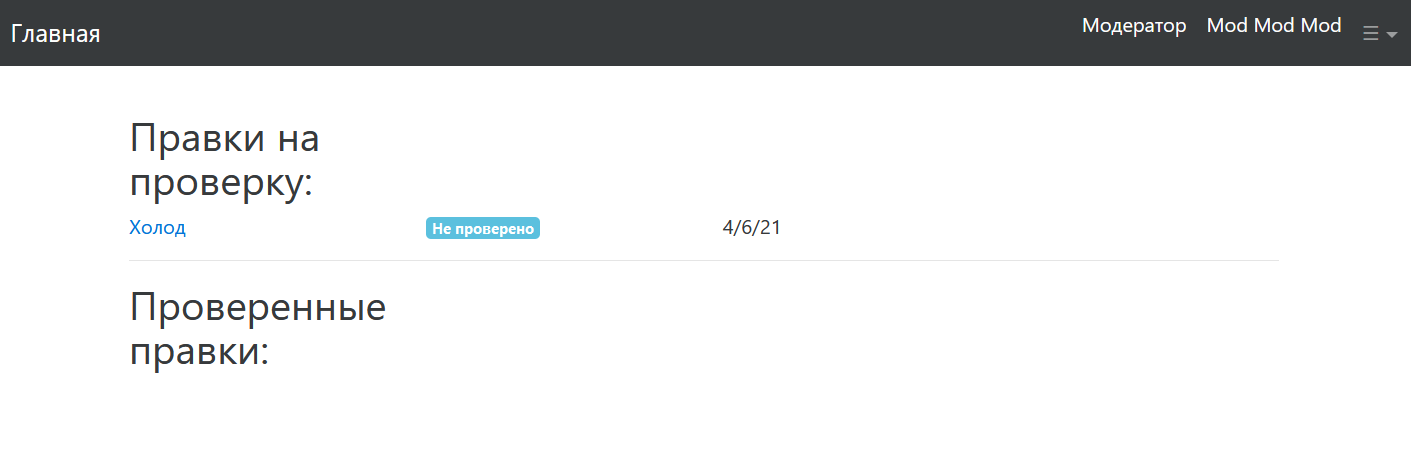 Главная
Модератор Mod Mod Mod
Правки на
проверку:
Холод Не проверено 4/6/21
Проверенные
правки: